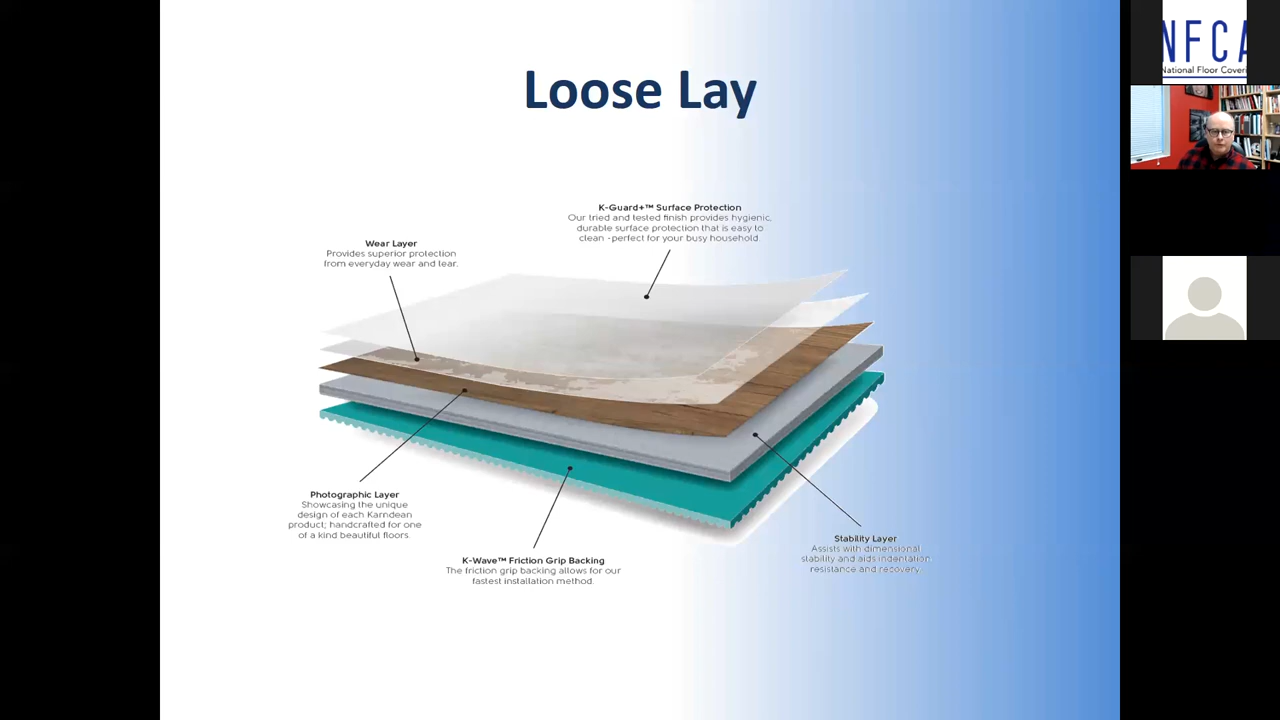 Loose Lay
K-Guard+™ Surface Protection
Our tried and tested finish provides hygienic,
durable surface protection that is easy to
clean -perfect for your busy household
Wear Layer
Provides superior protection
from everyday wear and tear.
Photographic Layer
Showcasing the unique
design of each Karndean
product; handcrafted for one
of a kind beautiful floors
K-Wave™ Friction Grip Backing
The friction grip backing allows for our
fastest installation method.
Stability Layer
Assists with dimensional
stability and aids indentation
resistance and recovery.
NFCA
National Floor Coveri